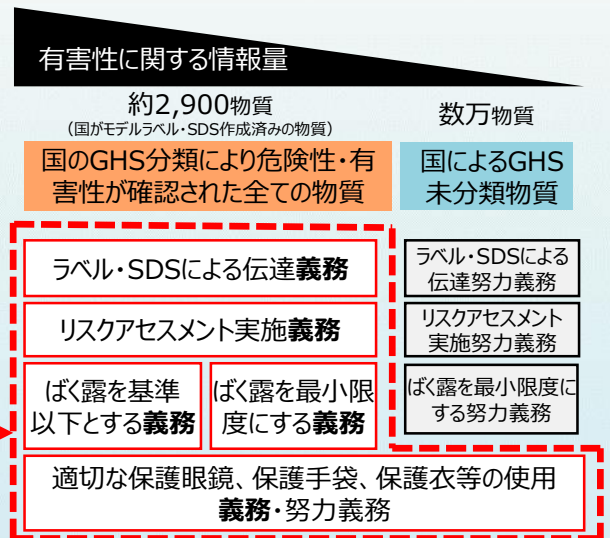 有害性に関する情報量
約2,900物質
（国がモデルラベル・SDS作成済みの物質）
数万物質
国のGHS分類により危険性・有
害性が確認された全ての物質
国によるGHS
未分類物質
ラベル・SDSによる伝達義務
ラベル・SDSによる
伝達努力義務
リスクアセスメント実施義務
リスクアセスメント
実施努力義務
ばく露を基準
以下とする義務
ばく露を最小限
度にする義務
ばく露を最小限度に
する努力義務
適切な保護眼鏡、保護手袋、保護衣等の使用
義務・努力義務